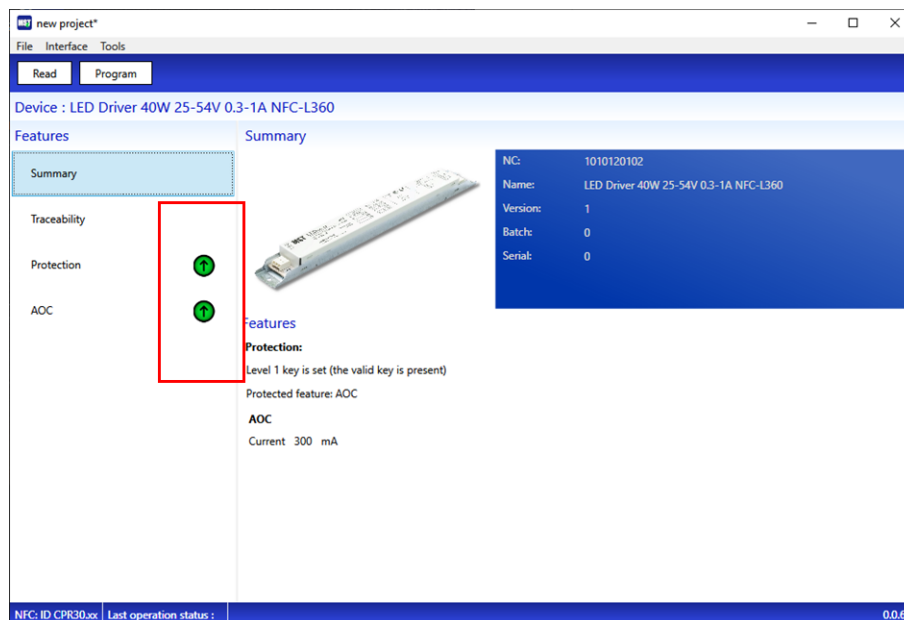 new project*
File Interface Tools
Read Program
Device : LED Driver 40W 25-54V 0.3-1A NFC-L360
Features
Summary
Traceability
Protection
AOC
Summary
NC: 1010120102
Name: LED Driver 40W 25-54V 0.3-1A NFC-L360
Version: 1
Batch: 0
Serial: 0
Features
Protection:
Level 1 key is set (the valid key is present)
Protected feature: AOC
AOC
Current 300 mA
NFC: ID CPR30.xx Last operation status : 0.0.6